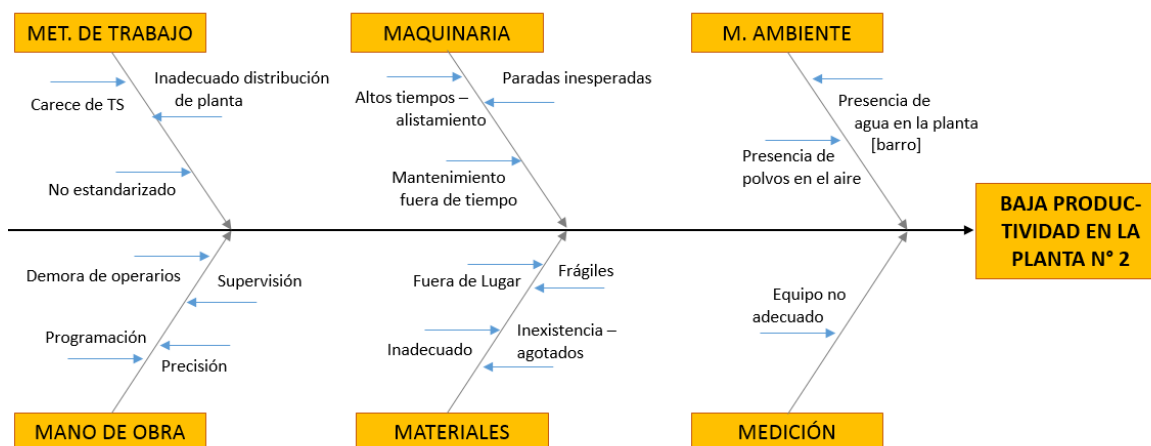 MET. DE TRABAJO
MAQUINARIA
M. AMBIENTE
Carece de TS
Inadecuado distribución
de planta
No estandarizado
Altos tiempos –
alistamiento
Paradas inesperadas
Mantenimiento
fuera de tiempo
Presencia de
agua en la planta
[barro]
Presencia de
polvos en el aire
BAJA PRODUC-
TIVIDAD EN LA
PLANTA N° 2
Demora de operarios
Supervisión
Programación
Precisión
Fuera de Lugar
Frágiles
Inadecuado
Inexistencia –
agotados
Equipo no
adecuado
MANO DE OBRA
MATERIALES
MEDICIÓN